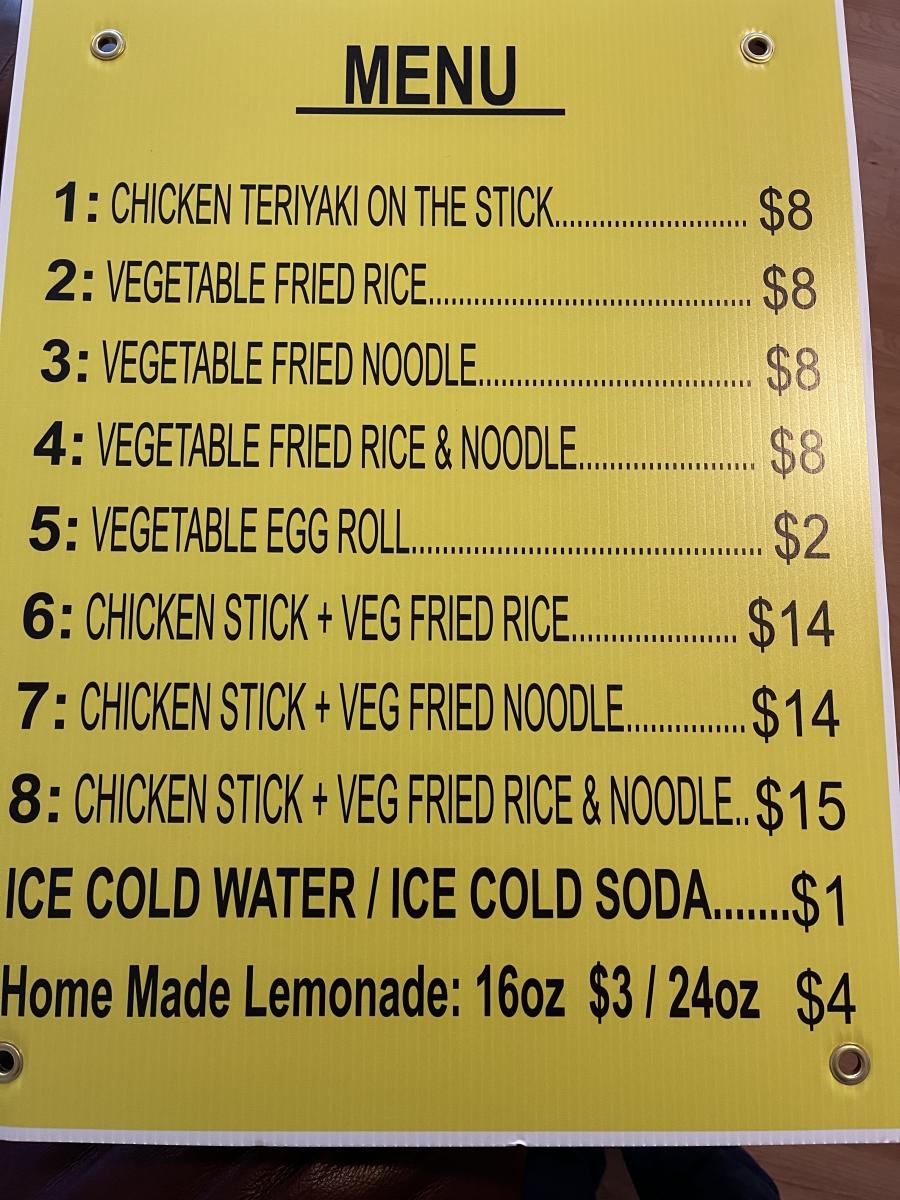 MENU
1: CHICKEN TERIYAKI ON THE STICK......................... $8
2: VEGETABLE FRIED RICE.......................................... $8
3: VEGETABLE FRIED NOODLE................................... $8
4: VEGETABLE FRIED RICE & NOODLE....................... $8
5: VEGETABLE EGG ROLL.............................................. $2
6: CHICKEN STICK + VEG FRIED RICE...................... $14
7: CHICKEN STICK + VEG FRIED NOODLE................ $14
8: CHICKEN STICK + VEG FRIED RICE & NOODLE.. $15
ICE COLD WATER / ICE COLD SODA.......$1
Home Made Lemonade: 16oz $3 / 24oz $4